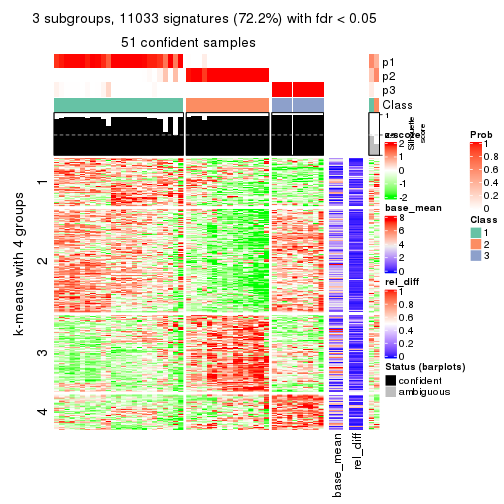 3 subgroups, 11033 signatures (72.2%) with fdr < 0.05
51 confident samples
p1
p2
p3
Class
1
Silhouette
score
k-means with 4 groups
1
2
3
4
base_mean
rel_diff
z-score
2
1
0
-1
-2
base_mean
8
6
4
2
0
rel_diff
1
0.8
0.6
0.4
0.2
0
Status (barplots)
confident
ambiguous
Prob
1
0.8
0.6
0.4
0.2
0
Class
1
2
3